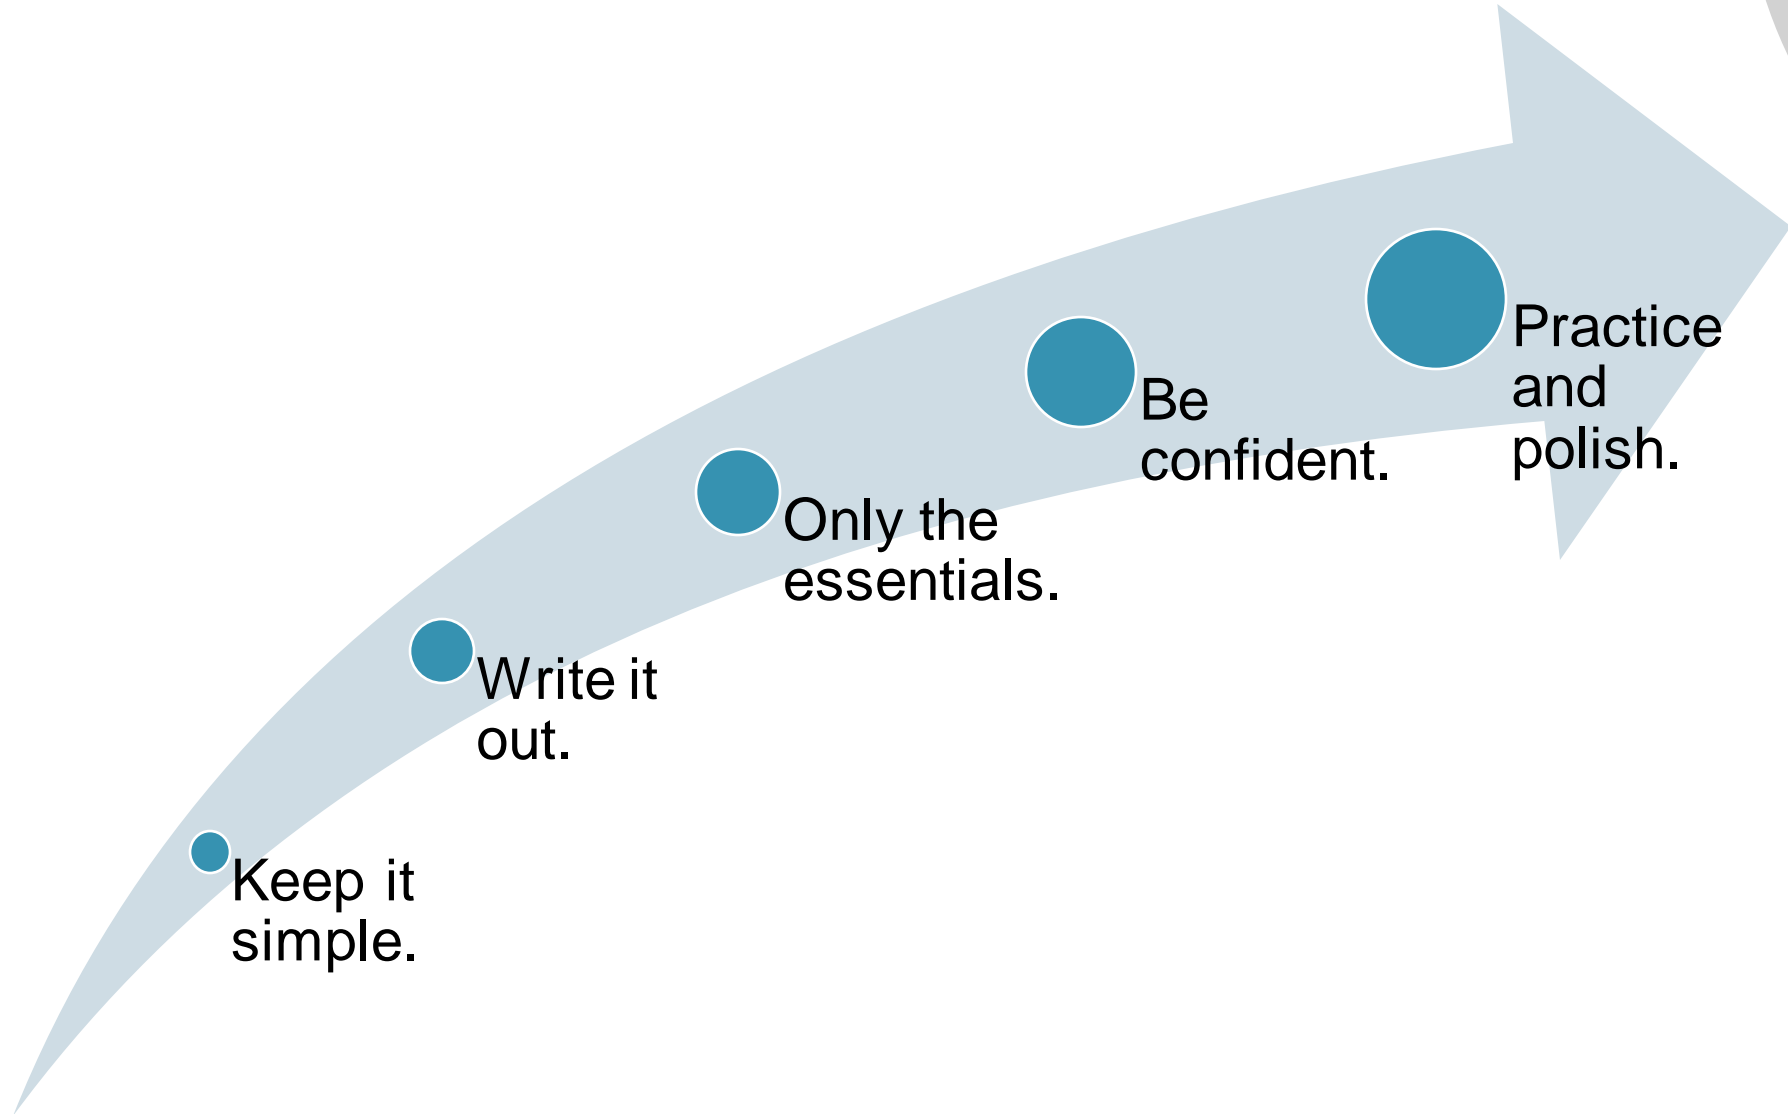 Keep it
simple.
Write it
out.
Only the
essentials.
Be
confident.
Practice
and
polish.